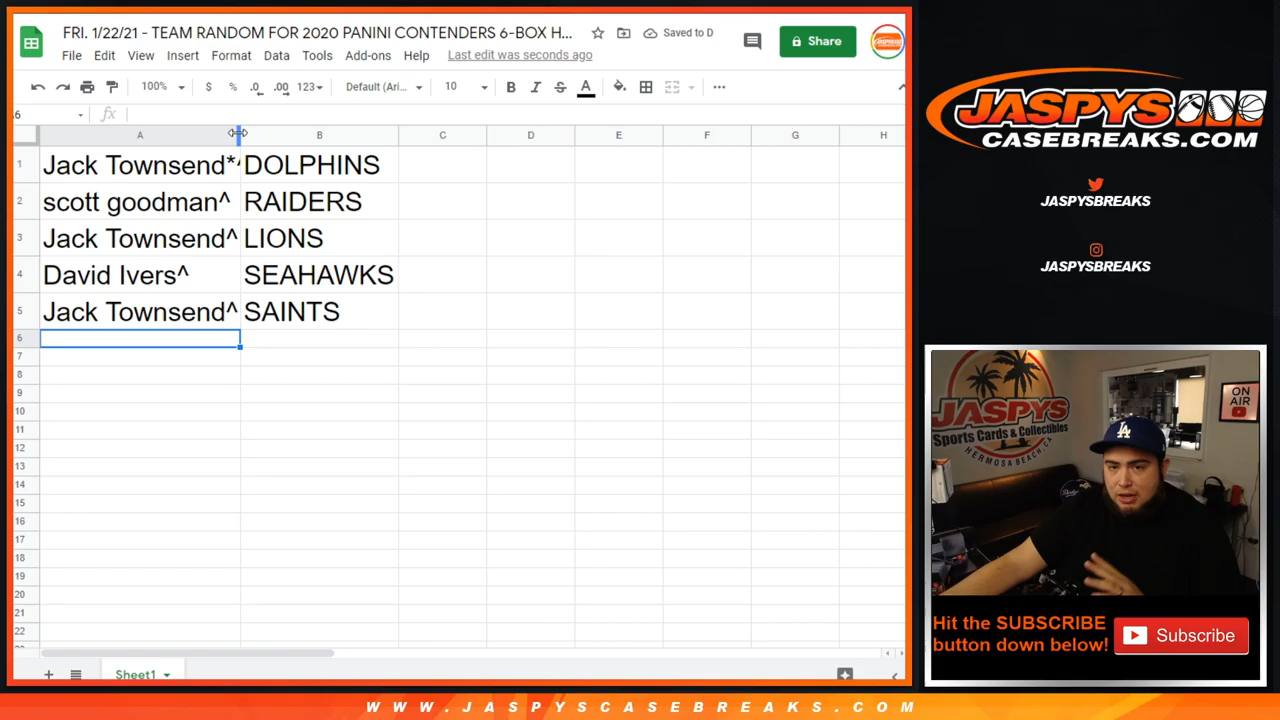 FRI. 1/22/21 - TEAM RANDOM FOR 2020 PANINI CONTENDERS 6-BOX H...
Saved to D
Share
File Edit View Insert Format Data Tools Add-ons Help Last edit was seconds ago
100% $ % .0 .00 123 Default (Ari... 10 B I S A
fx
A B C D E F G H
1 Jack Townsend*^ DOLPHINS
2 scott goodman^ RAIDERS
3 Jack Townsend^ LIONS
4 David Ivers^ SEAHAWKS
5 Jack Townsend^ SAINTS
6
7
8
9
10
11
12
13
14
15
16
17
18
19
20
21
22
Sheet1
JASPYS
CASEBREAKS.COM
JASPYSBREAKS
JASPYSBREAKS
JASPYS
Sports Cards & Collectibles
HERMOSA BEACH, CA
ON
AIR
LA
Hit the SUBSCRIBE
button down below!
Subscribe
WWW.JASPYSCASEBREAKS.COM